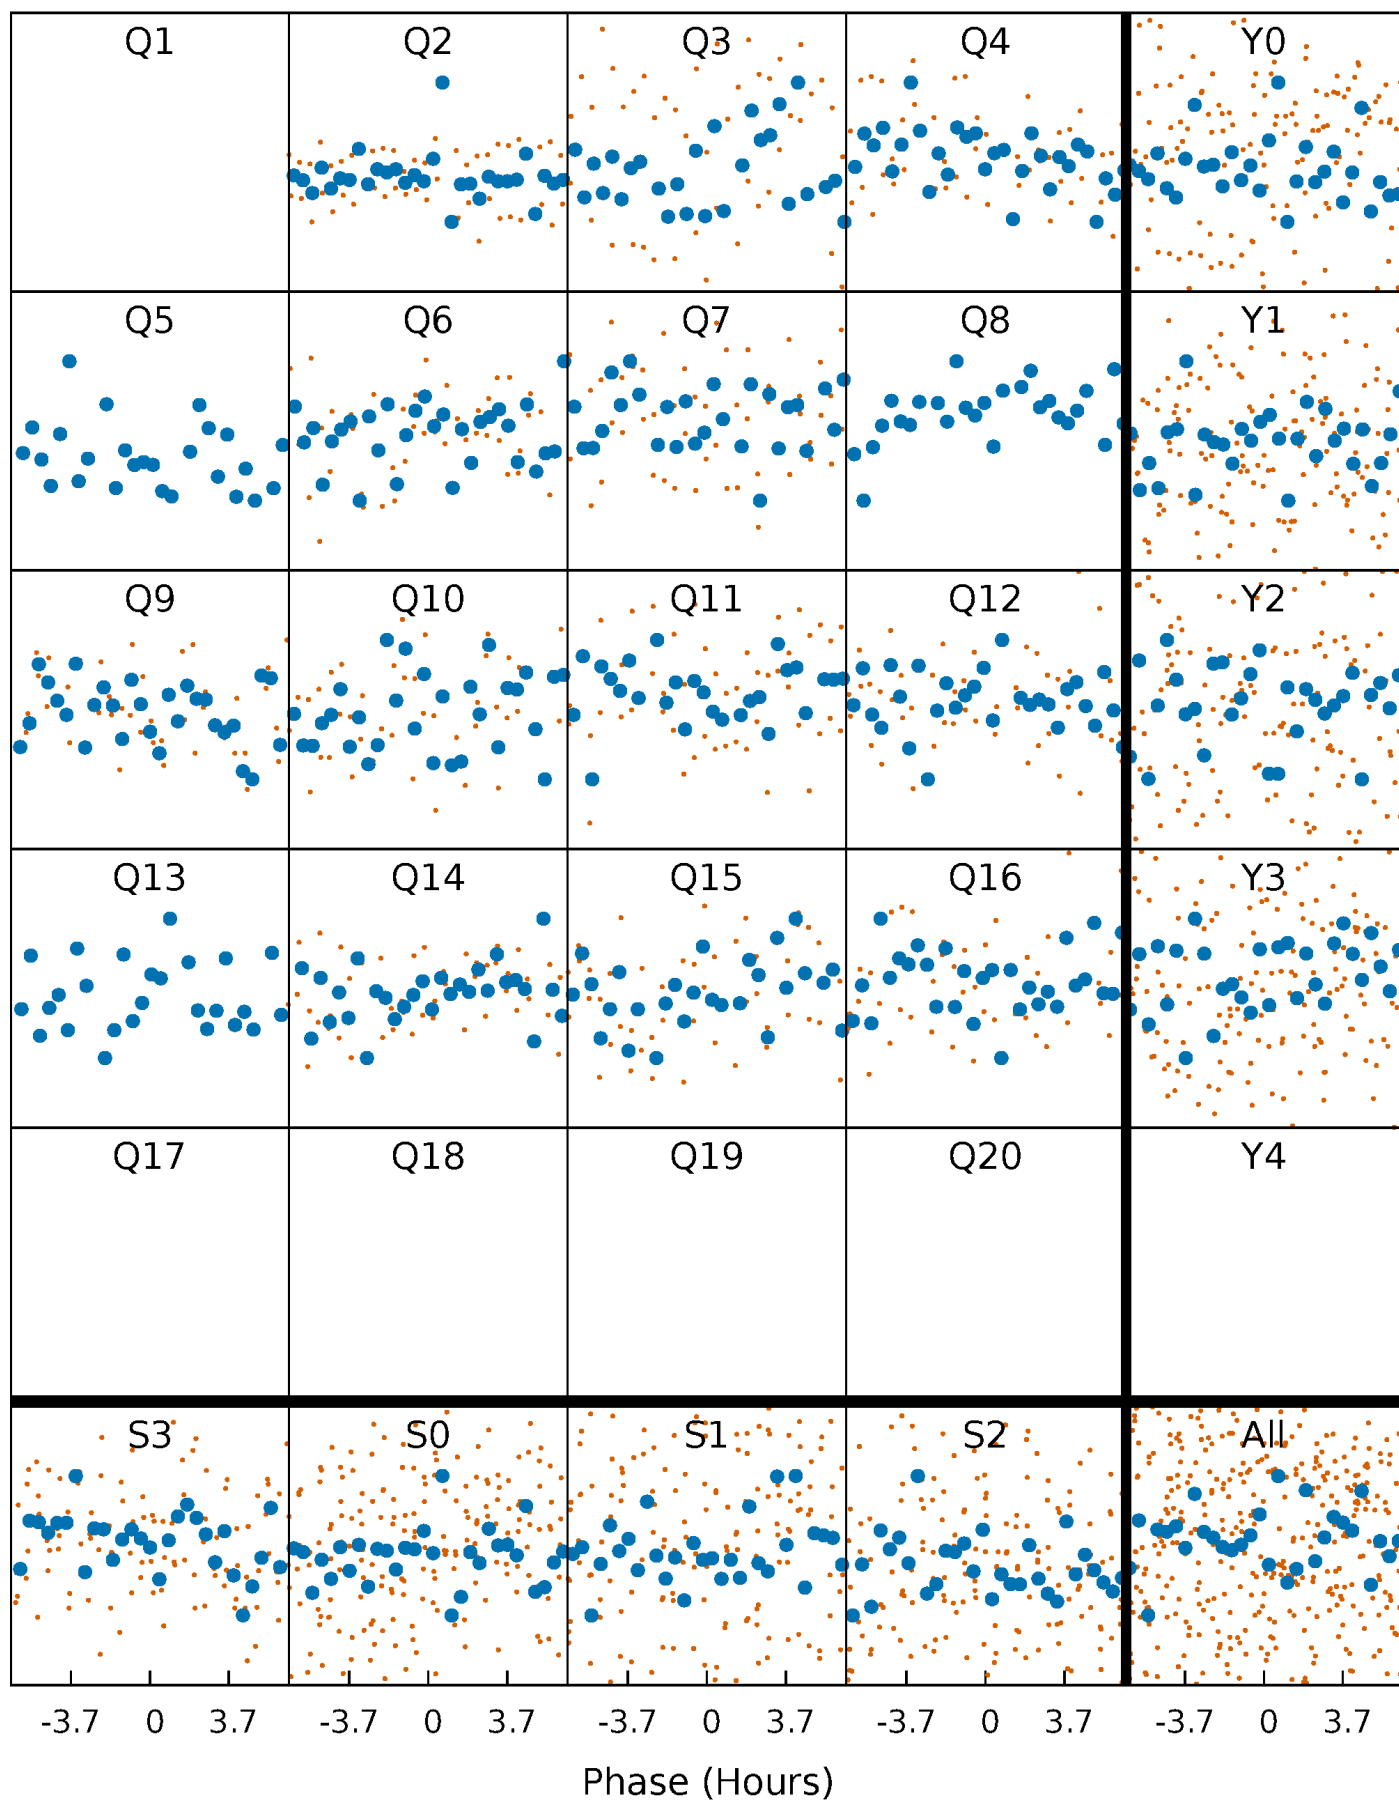 Q1 Q2 Q3 Q4 Y0
Q5 Q6 Q7 Q8 Y1
Q9 Q10 Q11 Q12 Y2
Q13 Q14 Q15 Q16 Y3
Q17 Q18 Q19 Q20 Y4
S3 S0 S1 S2 All
-3.7 0 3.7 -3.7 0 3.7 -3.7 0 3.7 -3.7 0 3.7 -3.7 0 3.7
Phase (Hours)